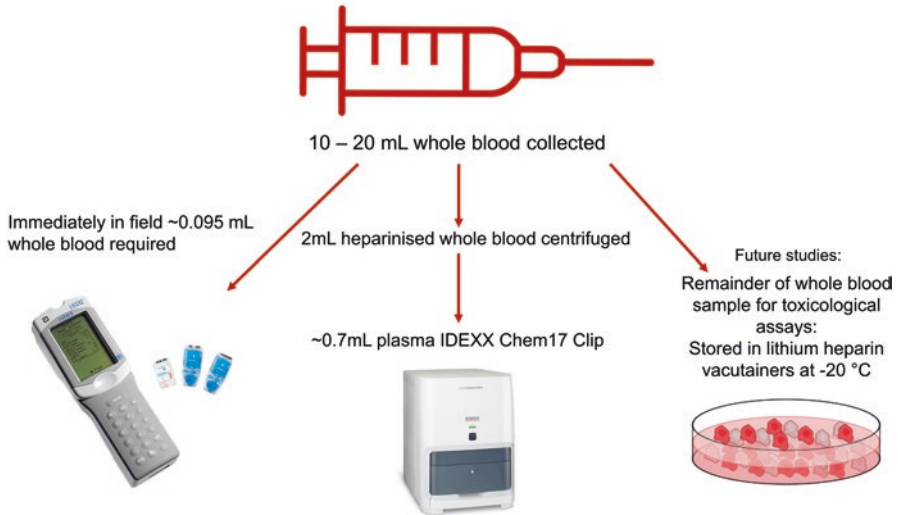 10 – 20 mL whole blood collected
Immediately in field ~0.095 mL
whole blood required
2mL heparinised whole blood centrifuged
~0.7mL plasma IDEXX Chem17 Clip
Future studies:
Remainder of whole blood
sample for toxicological
assays:
Stored in lithium heparin
vacutainers at -20 °C